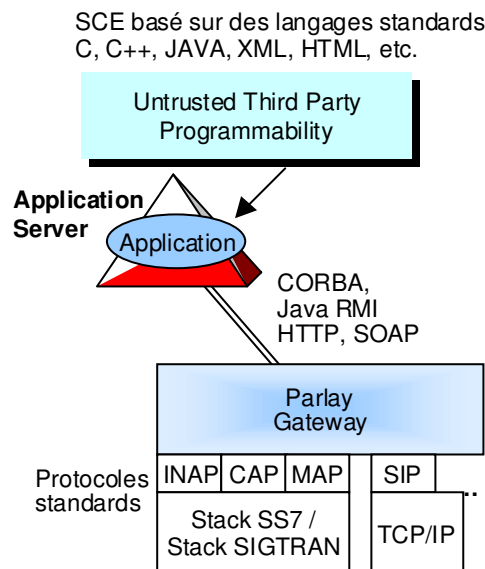 SCE basé sur des langages standards
C, C++, JAVA, XML, HTML, etc.
Untrusted Third Party
Programmability
Application
Server
Application
CORBA,
Java RMI
HTTP, SOAP
Parlay
Gateway
Protocoles
standards
INAP CAP MAP SIP
..
Stack SS7 /
Stack SIGTRAN
TCP/IP